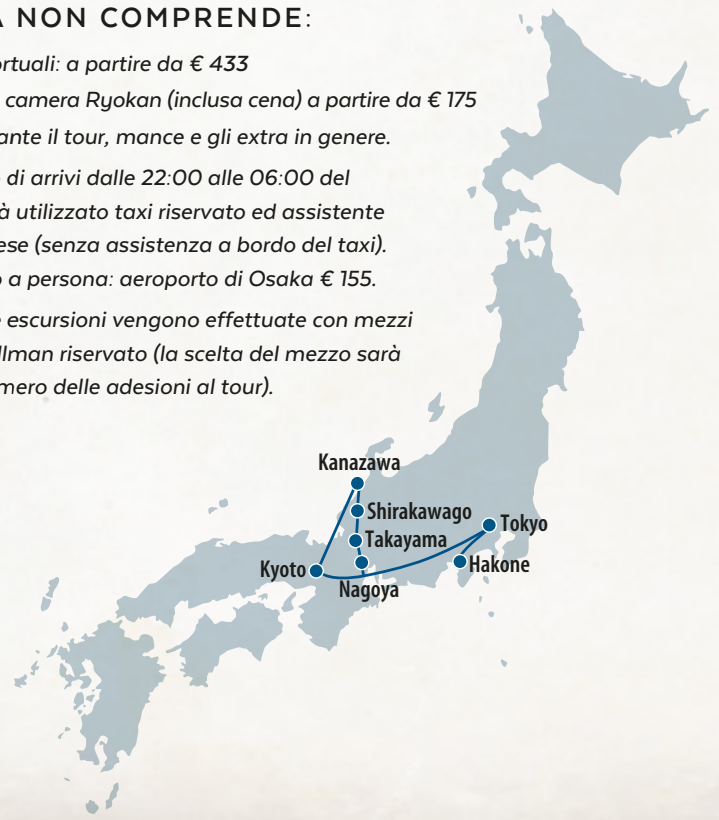 A NON COMPRENDE:
rtuali: a partire da € 433
camera Ryokan (inclusa cena) a partire da € 175
ante il tour, mance e gli extra in genere.
di arrivi dalle 22:00 alle 06:00 del
à utilizzato taxi riservato ed assistente
ese (senza assistenza a bordo del taxi).
o a persona: aeroporto di Osaka € 155.
e escursioni vengono effettuate con mezzi
llman riservato (la scelta del mezzo sarà
mero delle adesioni al tour).
Kanazawa
Shirakawago
Tokyo
Takayama
Kyoto
Hakone
Nagoya